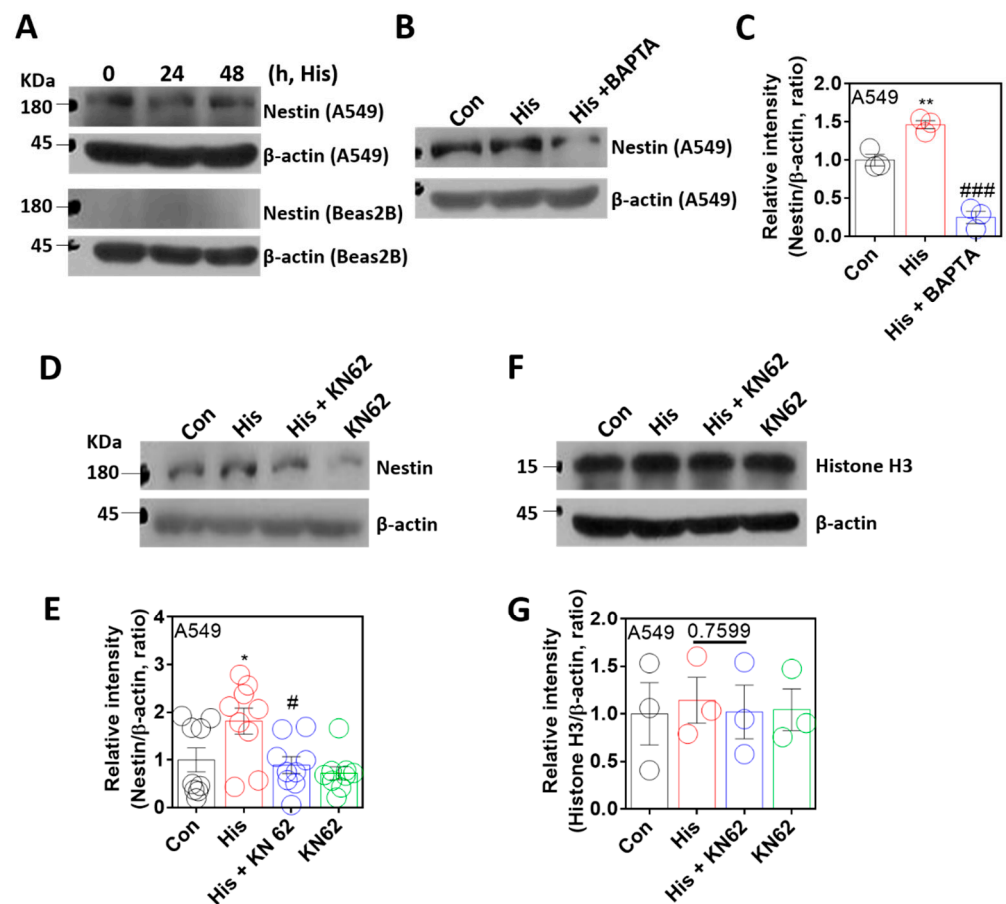 A
KDa
0 24 48 (h, His)
180
Nestin (A549)
45
β-actin (A549)
180
Nestin (Beas2B)
45
β-actin (Beas2B)
B
Con His His +BAPTA
Nestin (A549)
β-actin (A549)
C
Relative intensity
(Nestin/β-actin, ratio)
2.0
1.5
1.0
0.5
0.0
A549
**
###
Con His His + BAPTA
D
Con His His + KN62 KN62
KDa
180
Nestin
45
β-actin
F
Con His His + KN62 KN62
15
Histone H3
45
β-actin
E
Relative intensity
(Nestin/β-actin, ratio)
4
3
2
1
0
A549
*
#
Con His His + KN 62 KN62
G
Relative intensity
(Histone H3/β-actin, ratio)
2.0
1.5
1.0
0.5
0.0
A549
0.7599
Con His His + KN62 KN62